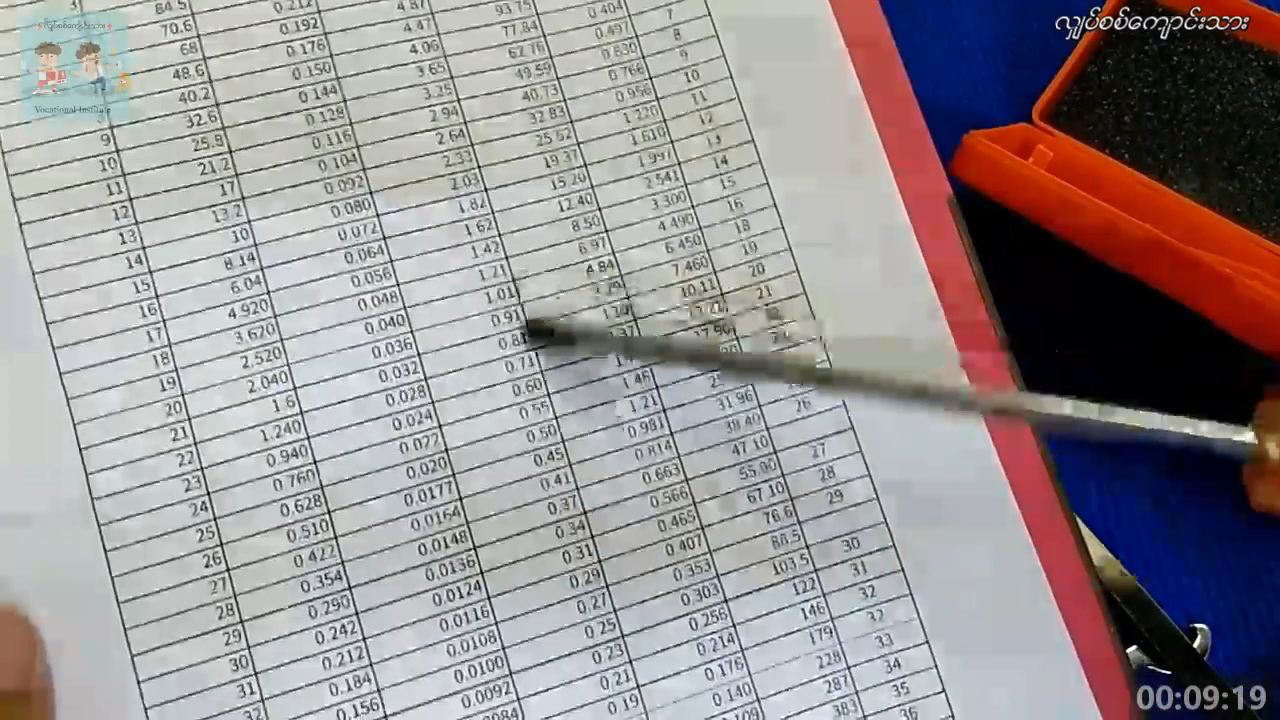 လျှပ်စစ်ကျောင်းသား
လျှပ်စစ်ကျောင်းသား
Vocational Institute
3 84.5
70.6 0.212
68 0.192 4.87
48.6 0.176 4.47 93.75
40.2 0.150 4.06 77.84 0.404
9 32.6 0.144 3.65 62.76 0.497 7
10 25.8 0.128 3.25 49.59 0.630 8
11 21.2 0.116 2.94 40.73 0.766 9
12 17 0.104 2.64 32.83 0.956 10
13 13.2 0.092 2.33 25.52 1.220 11
14 10 0.080 2.03 19.37 1.610 12
15 8.14 0.072 1.82 15.20 1.997 13
16 6.04 0.064 1.62 12.40 2.541 14
17 4.920 0.056 1.42 8.50 3.300 15
18 3.620 0.048 1.21 6.97 4.490 16
19 2.520 0.040 1.01 4.84 6.450 18
20 2.040 0.036 0.91 7.460 19
21 1.6 0.032 0.81 10.11 20
22 1.240 0.028 0.71 21
23 0.940 0.024 0.60
24 0.760 0.022 0.55 1.46
25 0.628 0.020 0.50 1.21
26 0.510 0.0177 0.45 0.981 31.96
27 0.422 0.0164 0.41 0.814 38.40 26
28 0.354 0.0148 0.37 0.663 47.10
29 0.290 0.0136 0.34 0.566 55.90 27
30 0.242 0.0124 0.31 0.465 67.10 28
31 0.212 0.0116 0.29 0.407 76.6 29
32 0.184 0.0108 0.27 0.353 88.5
0.156 0.0100 0.25 0.303 103.5 30
0.0092 0.23 0.256 122 31
0.21 0.214 146 32
0.19 0.176 179 32
0.140 228 33
287 34
383 35
36
00:09:19